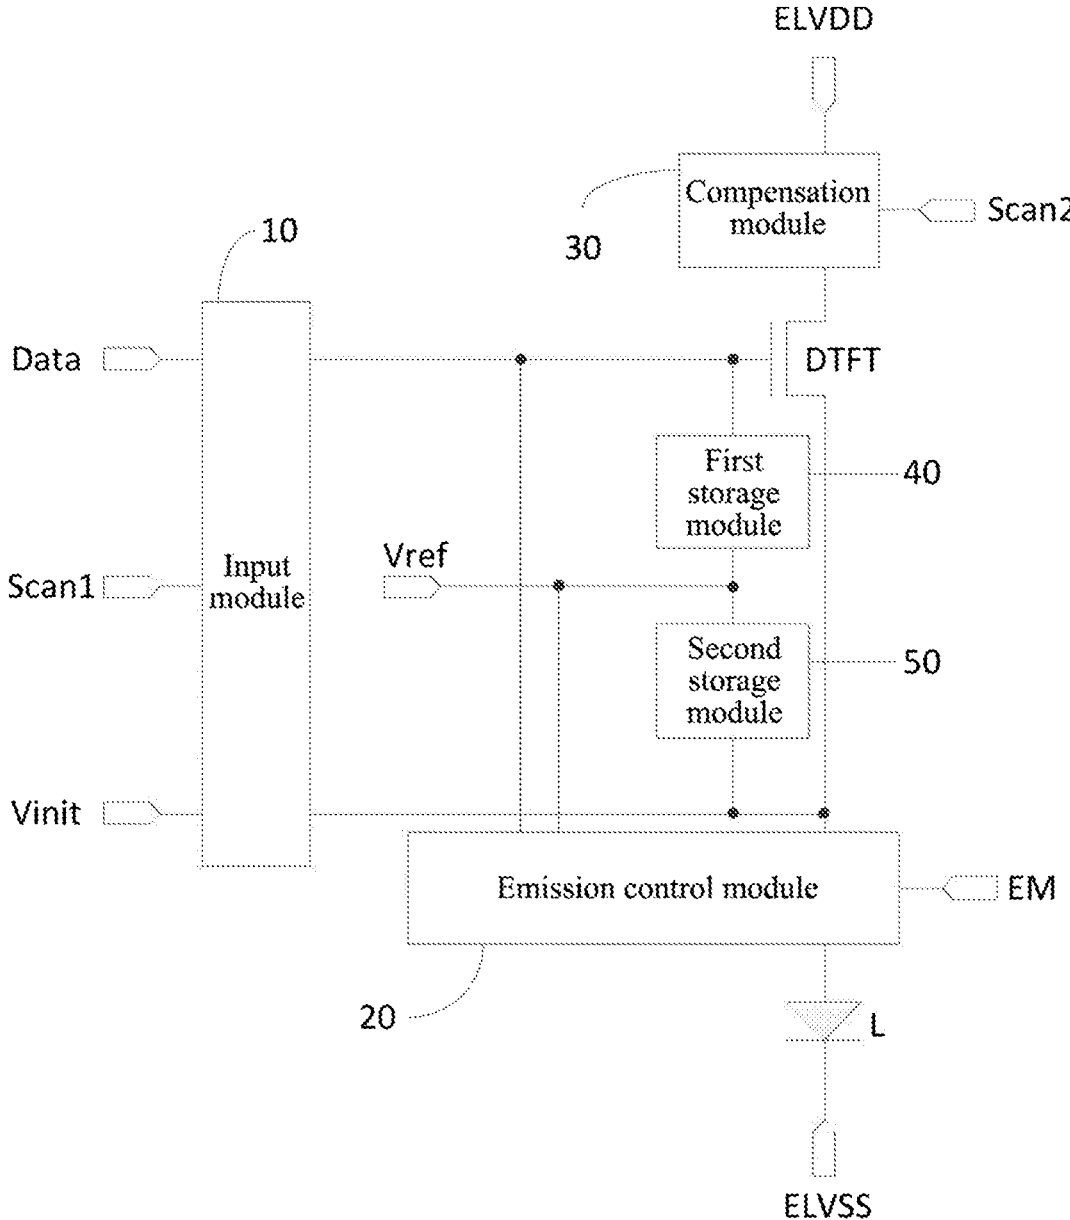 ELVDD
Compensation
module
Scan2
30
10
Data
DTFT
First
storage
module
40
Vref
Scan1
Input
module
Second
storage
module
50
Vinit
Emission control module
EM
20
L
ELVSS